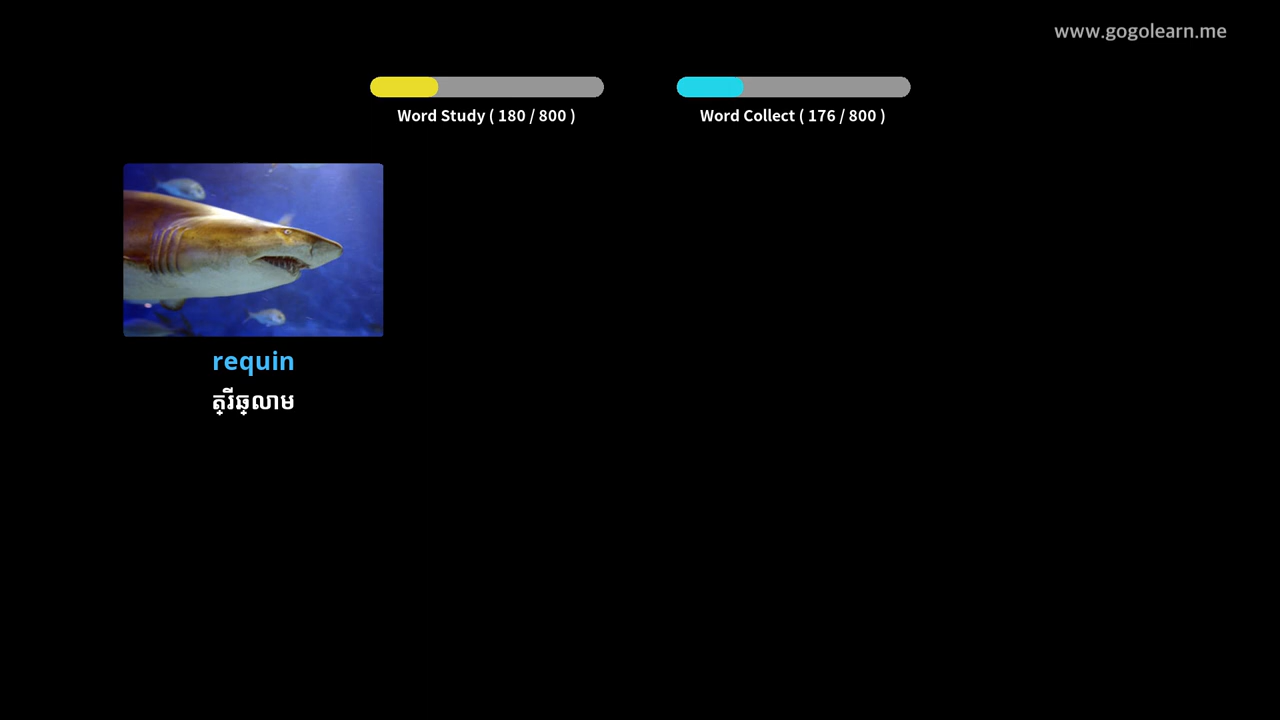 www.gogolearn.me
Word Study ( 180 / 800 )
Word Collect ( 176 / 800 )
requin
ត្រីឆ្លាម